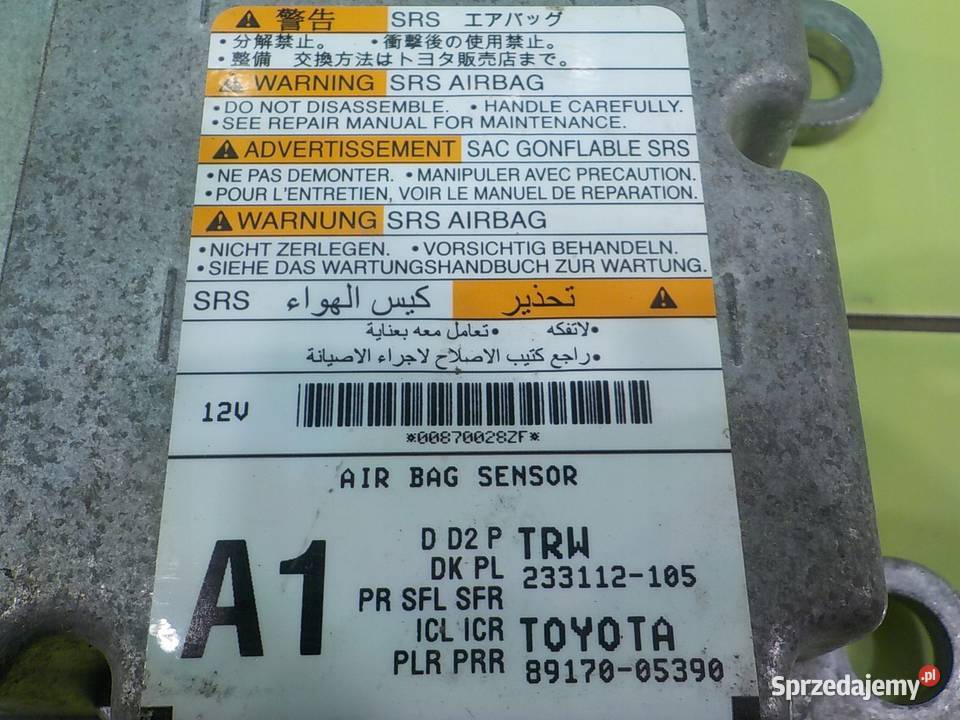 警告 SRS エアバッグ
・分解禁止。 ・衝撃後の使用禁止。
・整備 交換方法はトヨタ販売店まで。
WARNING SRS AIRBAG
•DO NOT DISASSEMBLE. •HANDLE CAREFULLY.
•SEE REPAIR MANUAL FOR MAINTENANCE.
ADVERTISSEMENT SAC GONFLABLE SRS
•NE PAS DEMONTER. •MANIPULER AVEC PRECAUTION.
•POUR L'ENTRETIEN, VOIR LE MANUEL DE REPARATION.
WARNUNG SRS AIRBAG
•NICHT ZERLEGEN. •VORSICHTIG BEHANDELN.
•SIEHE DAS WARTUNGSHANDBUCH ZUR WARTUNG.
تحذير كيس الهواء SRS
•لاتفكه •تعامل معه بعناية
•راجع كتيب الاصلاح لاجراء الاصيانة
12V
*00870028ZF*
AIR BAG SENSOR
A1
D D2 P TRW
DK PL 233112-105
PR SFL SFR
ICL ICR TOYOTA
PLR PRR 89170-05390
Sprzedajemy.pl